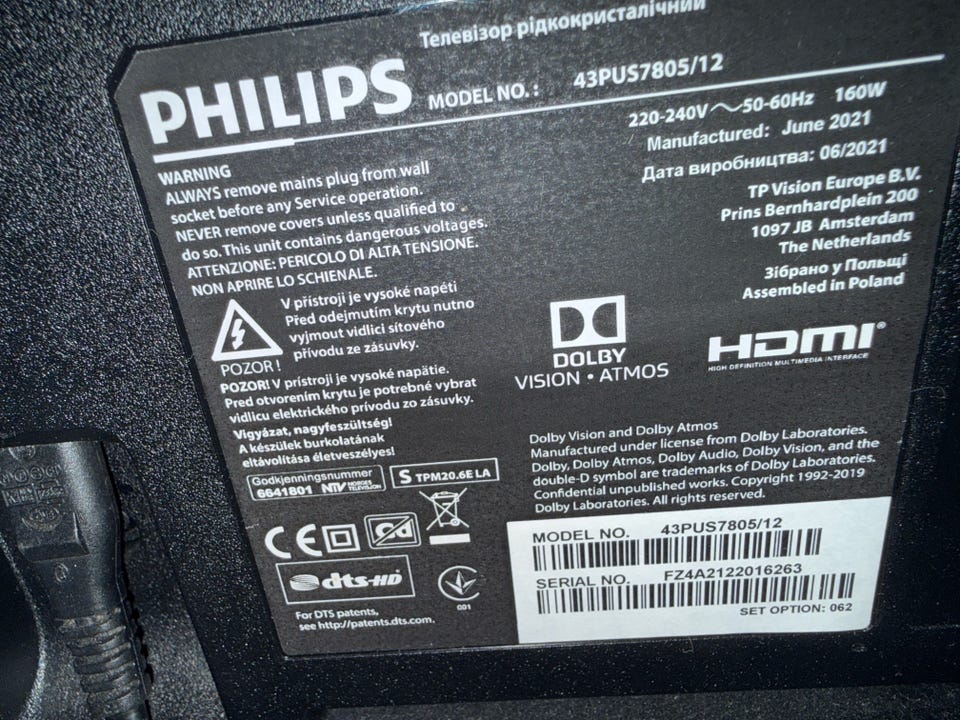 Телевізор рідкокристалічний
PHILIPS
MODEL NO. : 43PUS7805/12
220-240V 50-60Hz 160W
Manufactured: June 2021
Дата виробництва: 06/2021
TP Vision Europe B.V.
Prins Bernhardplein 200
1097 JB Amsterdam
The Netherlands
Зібрано у Польщі
Assembled in Poland
WARNING
ALWAYS remove mains plug from wall
socket before any Service operation.
NEVER remove covers unless qualified to
do so. This unit contains dangerous voltages.
ATTENZIONE: PERICOLO DI ALTA TENSIONE.
NON APRIRE LO SCHIENALE.
V přístroji je vysoké napětí
Před odejmutím krytu nutno
vyjmout vidlici síťového
přívodu ze zásuvky.
POZOR !
POZOR! V prístroji je vysoké napätie.
Pred otvorením krytu je potrebné vybrat
vidlicu elektrického prívodu zo zásuvky.
Vigyázat, nagyfeszültség!
A készülek burkolatának
eltávolítása életveszélyes!
Godkjenningsnummer
6641801 NTV NORGES TELEVISJON
S TPM20.6E LA
DOLBY
VISION • ATMOS
HDMI®
HIGH DEFINITION MULTIMEDIA INTERFACE
Dolby Vision and Dolby Atmos
Manufactured under license from Dolby Laboratories.
Dolby, Dolby Atmos, Dolby Audio, Dolby Vision, and the
double-D symbol are trademarks of Dolby Laboratories.
Confidential unpublished works. Copyright 1992-2019
Dolby Laboratories. All rights reserved.
CE
dts-HD
001
For DTS patents,
see http://patents.dts.com.
MODEL NO. 43PUS7805/12
SERIAL NO. FZ4A2122016263
SET OPTION: 062